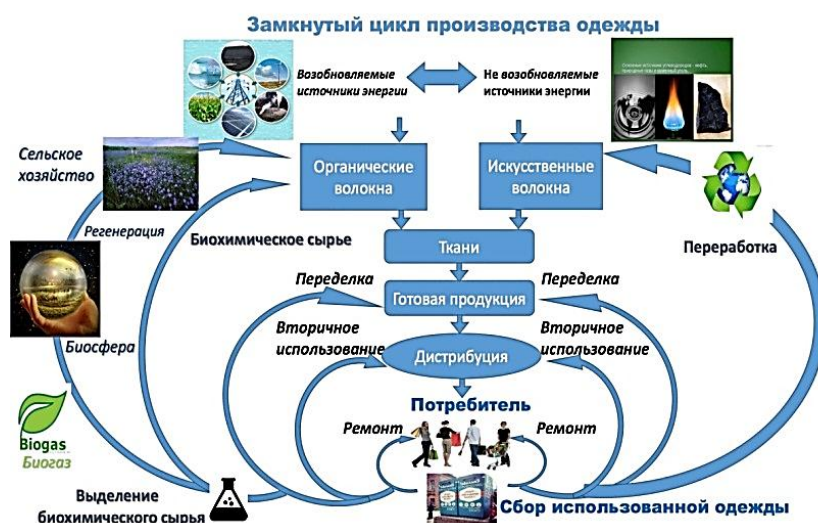 Замкнутый цикл производства одежды
Возобновляемые
источники энергии
Не возобновляемые
источники энергии
Сельское
хозяйство
Органические
волокна
Искусственные
волокна
Регенерация
Биохимическое сырье
Ткани
Переработка
Переделка
Готовая продукция
Переделка
Биосфера
Вторичное
использование
Дистрибуция
Вторичное
использование
Потребитель
Ремонт
Ремонт
Biogas
Биогаз
Выделение
биохимического сырья
Сбор использованной одежды